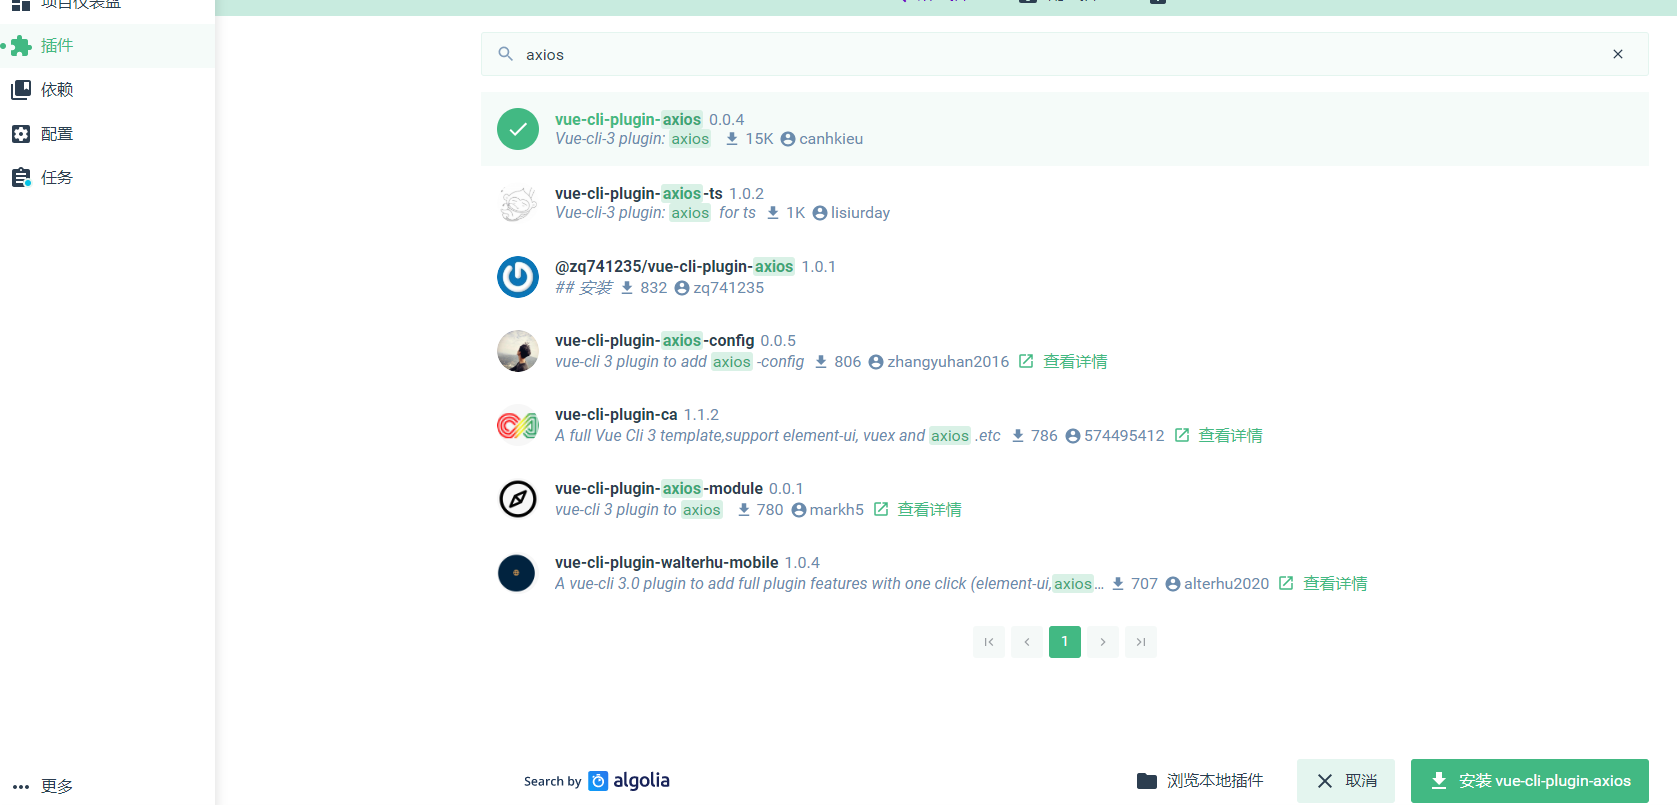 项目仪表盘
插件
依赖
配置
任务
axios
vue-cli-plugin-axios 0.0.4
Vue-cli-3 plugin: axios 15K canhkieu
vue-cli-plugin-axios-ts 1.0.2
Vue-cli-3 plugin: axios for ts 1K lisiurday
@zq741235/vue-cli-plugin-axios 1.0.1
## 安装 832 zq741235
vue-cli-plugin-axios-config 0.0.5
vue-cli 3 plugin to add axios -config 806 zhangyuhan2016 查看详情
vue-cli-plugin-ca 1.1.2
A full Vue Cli 3 template,support element-ui, vuex and axios .etc 786 574495412 查看详情
vue-cli-plugin-axios-module 0.0.1
vue-cli 3 plugin to axios 780 markh5 查看详情
vue-cli-plugin-walterhu-mobile 1.0.4
A vue-cli 3.0 plugin to add full plugin features with one click (element-ui,axios... 707 alterhu2020 查看详情
1
更多
Search by algolia
浏览本地插件
取消
安装 vue-cli-plugin-axios